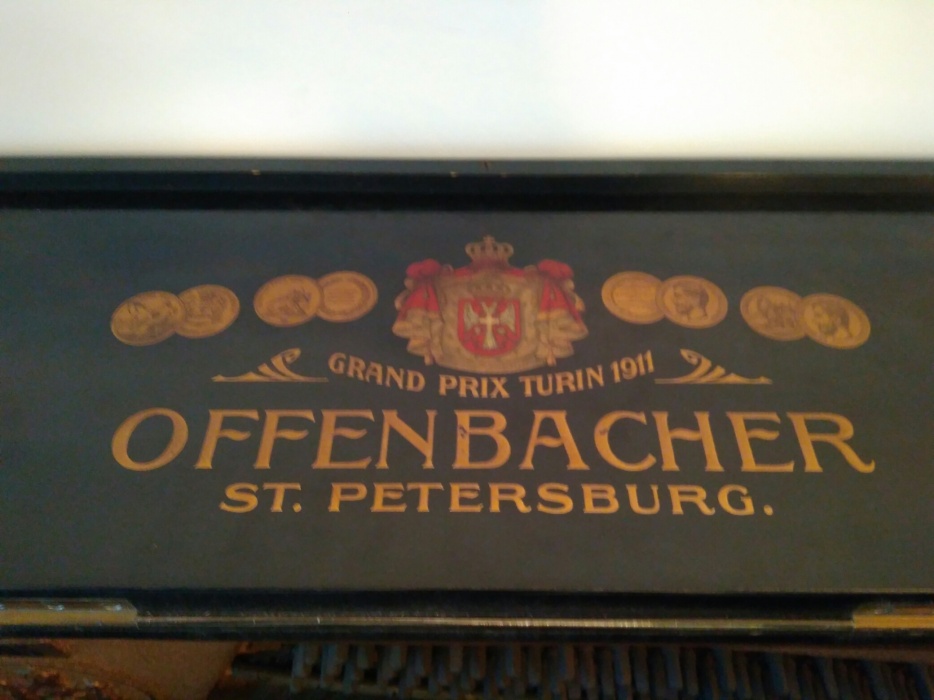 GRAND PRIX TURIN 1911
OFFENBACHER
ST. PETERSBURG.